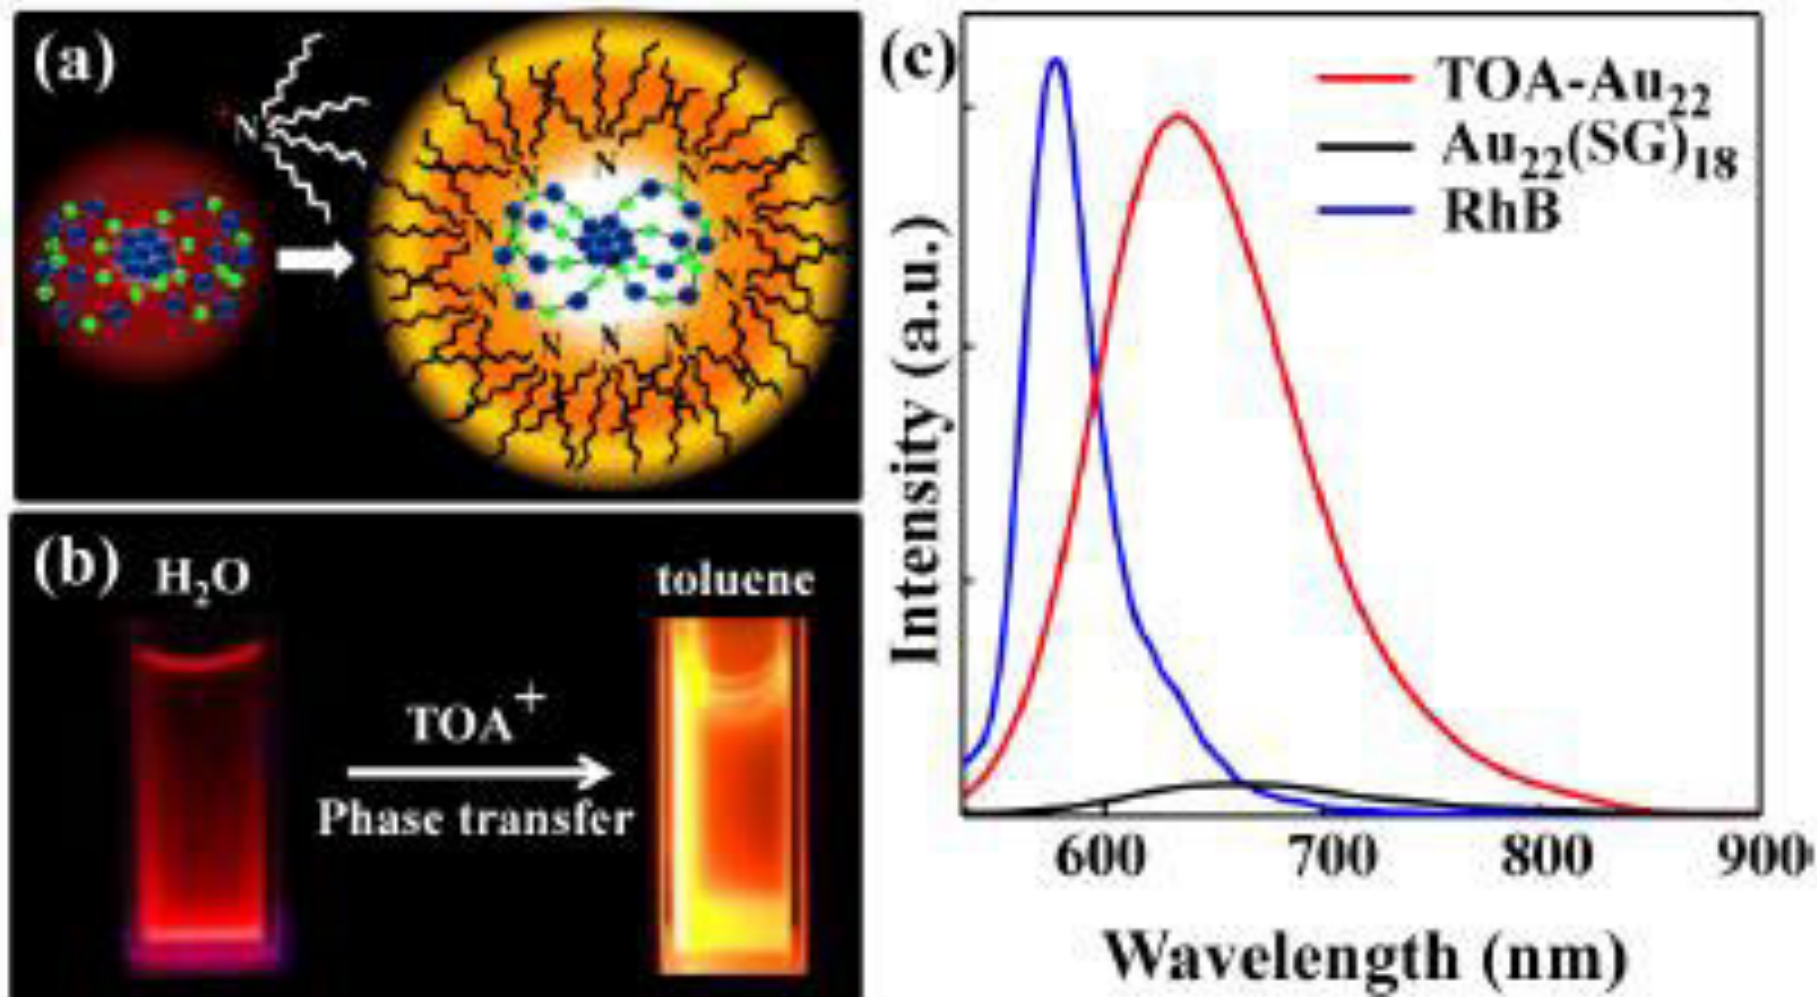 (a)
+
N
N
N
N
N
N
N
N
N
N
N
(b)
H₂O
toluene
TOA⁺
Phase transfer
(c)
TOA-Au₂₂
Au₂₂(SG)₁₈
RhB
Intensity (a.u.)
600 700 800 900
Wavelength (nm)